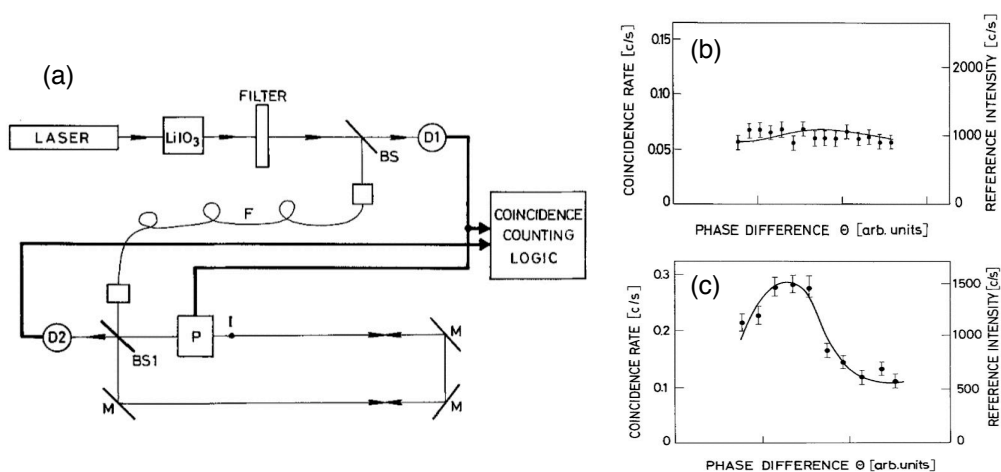 (a)
LASER
LiIO₃
FILTER
BS
D1
F
COINCIDENCE
COUNTING
LOGIC
D2
BS1
P
I
M
M
M
(b)
COINCIDENCE RATE [c/s]
0.15
0.10
0.05
0
REFERENCE INTENSITY [c/s]
2000
1000
0
PHASE DIFFERENCE Θ [arb. units]
(c)
COINCIDENCE RATE [c/s]
0.3
0.2
0.1
0
REFERENCE INTENSITY [c/s]
1500
1000
500
0
PHASE DIFFERENCE Θ [arb.units]